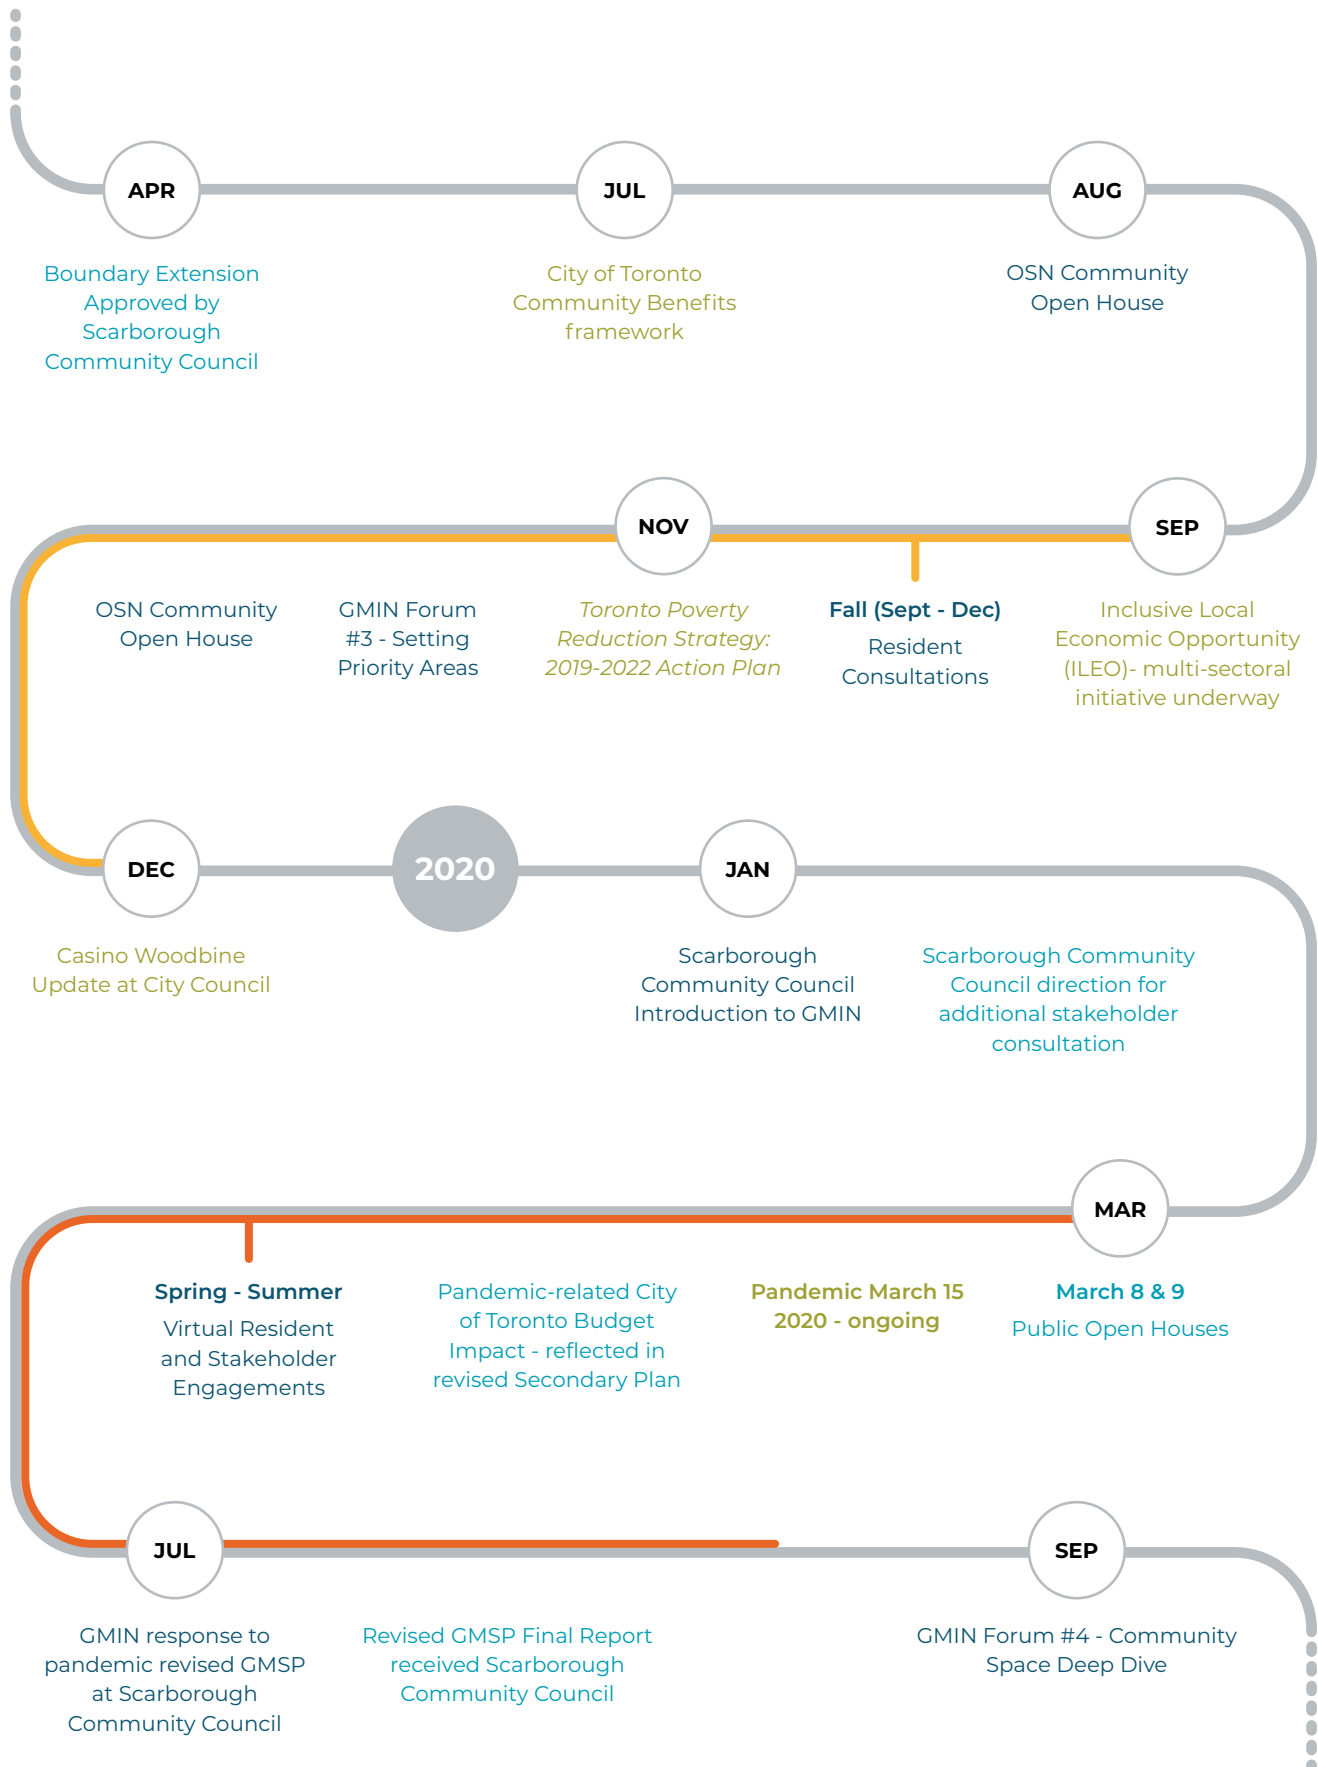 APR
Boundary Extension
Approved by
Scarborough
Community Council
JUL
City of Toronto
Community Benefits
framework
AUG
OSN Community
Open House
SEP
Inclusive Local
Economic Opportunity
(ILEO)- multi-sectoral
initiative underway
Fall (Sept - Dec)
Resident
Consultations
NOV
Toronto Poverty
Reduction Strategy:
2019-2022 Action Plan
GMIN Forum
#3 - Setting
Priority Areas
OSN Community
Open House
DEC
Casino Woodbine
Update at City Council
2020
JAN
Scarborough
Community Council
Introduction to GMIN
Scarborough Community
Council direction for
additional stakeholder
consultation
MAR
March 8 & 9
Public Open Houses
Pandemic March 15
2020 - ongoing
Pandemic-related City
of Toronto Budget
Impact - reflected in
revised Secondary Plan
Spring - Summer
Virtual Resident
and Stakeholder
Engagements
JUL
GMIN response to
pandemic revised GMSP
at Scarborough
Community Council
Revised GMSP Final Report
received Scarborough
Community Council
SEP
GMIN Forum #4 - Community
Space Deep Dive